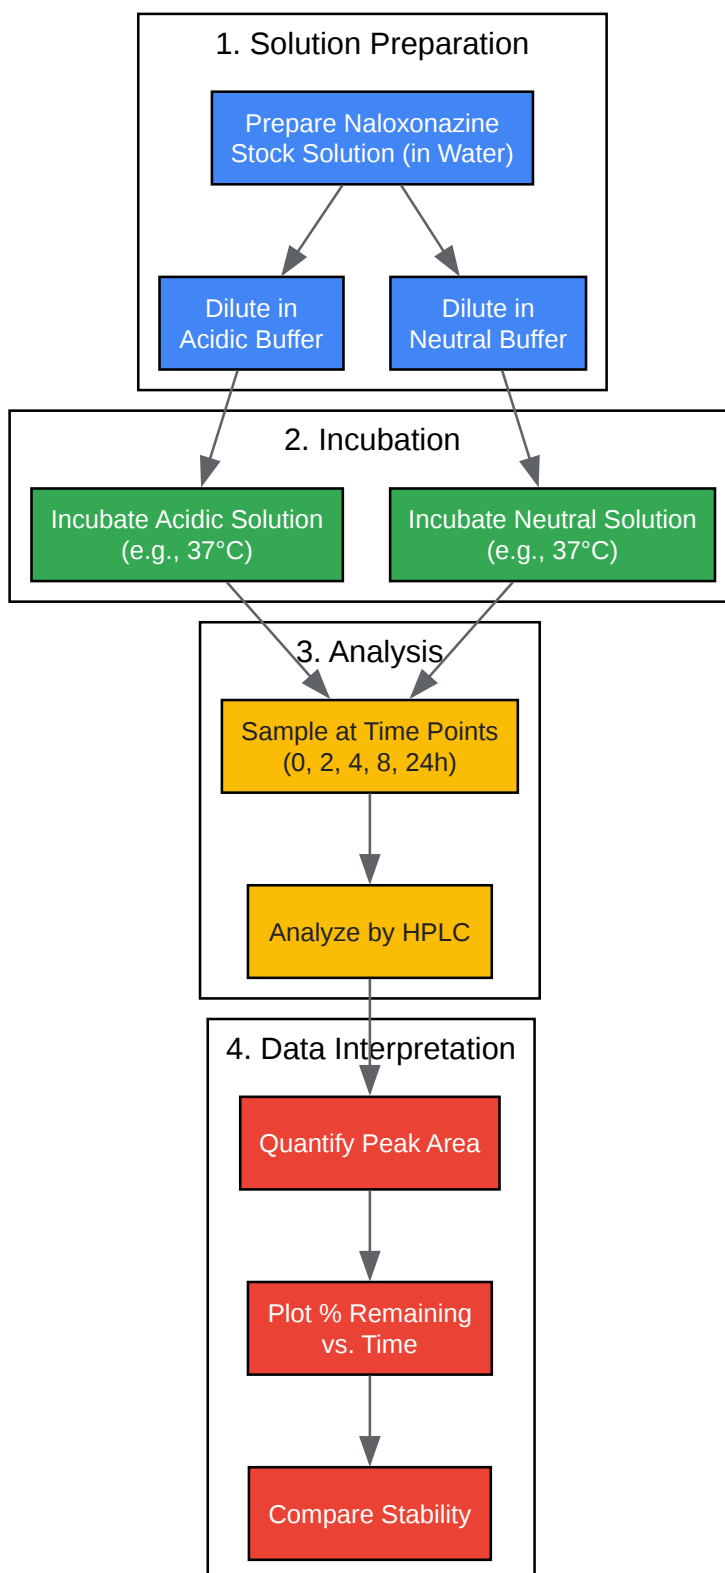 1. Solution Preparation
Prepare Naloxonazine
Stock Solution (in Water)
Dilute in
Acidic Buffer
Dilute in
Neutral Buffer
2. Incubation
Incubate Acidic Solution
(e.g., 37°C)
Incubate Neutral Solution
(e.g., 37°C)
3. Analysis
Sample at Time Points
(0, 2, 4, 8, 24h)
Analyze by HPLC
4. Data Interpretation
Quantify Peak Area
Plot % Remaining
vs. Time
Compare Stability